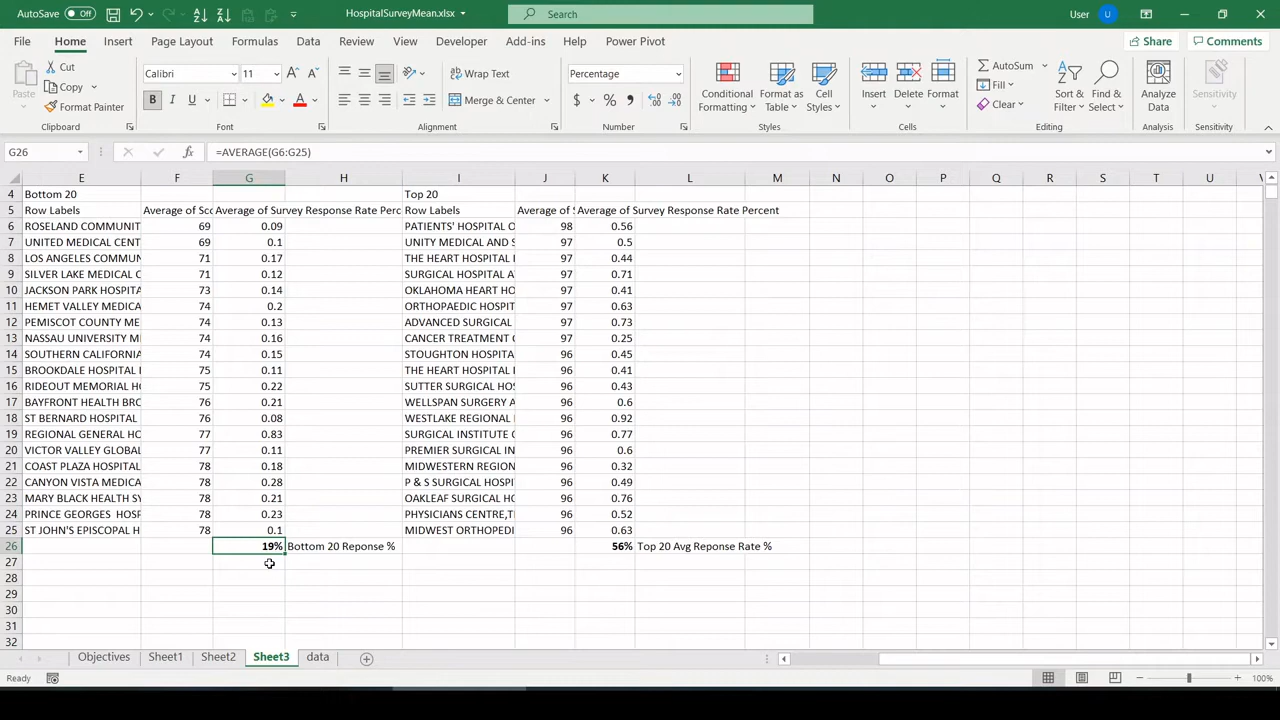 AutoSave Off HospitalSurveyMean.xlsx Search User U
File Home Insert Page Layout Formulas Data Review View Developer Add-ins Help Power Pivot Share Comments
Paste Cut Copy Format Painter Clipboard
Calibri 11 B I U Font
Wrap Text Merge & Center Alignment
Percentage $ % Number
Conditional Formatting Format as Table Cell Styles Styles
Insert Delete Format Cells
AutoSum Fill Clear Sort & Filter Find & Select Editing
Analyze Data Analysis
Sensitivity Sensitivity
G26 fx =AVERAGE(G6:G25)
E F G H I J K L M N O P Q R S T U
4 Bottom 20 Top 20
5 Row Labels Average of Sco Average of Survey Response Rate Perc Row Labels Average of S Average of Survey Response Rate Percent
6 ROSELAND COMMUNIT 69 0.09 PATIENTS' HOSPITAL O 98 0.56
7 UNITED MEDICAL CENT 69 0.1 UNITY MEDICAL AND S 97 0.5
8 LOS ANGELES COMMUN 71 0.17 THE HEART HOSPITAL 97 0.44
9 SILVER LAKE MEDICAL C 71 0.12 SURGICAL HOSPITAL A 97 0.71
10 JACKSON PARK HOSPITA 73 0.14 OKLAHOMA HEART HO 97 0.41
11 HEMET VALLEY MEDICA 74 0.2 ORTHOPAEDIC HOSPIT 97 0.63
12 PEMISCOT COUNTY ME 74 0.13 ADVANCED SURGICAL 97 0.73
13 NASSAU UNIVERSITY M 74 0.16 CANCER TREATMENT C 97 0.25
14 SOUTHERN CALIFORNIA 74 0.15 STOUGHTON HOSPITA 96 0.45
15 BROOKDALE HOSPITAL 75 0.11 THE HEART HOSPITAL 96 0.41
16 RIDEOUT MEMORIAL H 75 0.22 SUTTER SURGICAL HOS 96 0.43
17 BAYFRONT HEALTH BRO 76 0.21 WELLSPAN SURGERY A 96 0.6
18 ST BERNARD HOSPITAL 76 0.08 WESTLAKE REGIONAL 96 0.92
19 REGIONAL GENERAL HO 77 0.83 SURGICAL INSTITUTE O 96 0.77
20 VICTOR VALLEY GLOBAL 77 0.11 PREMIER SURGICAL IN 96 0.6
21 COAST PLAZA HOSPITAL 78 0.18 MIDWESTERN REGION 96 0.32
22 CANYON VISTA MEDICA 78 0.28 P & S SURGICAL HOSP 96 0.49
23 MARY BLACK HEALTH SY 78 0.21 OAKLEAF SURGICAL HO 96 0.76
24 PRINCE GEORGES HOSP 78 0.23 PHYSICIANS CENTRE,T 96 0.52
25 ST JOHN'S EPISCOPAL H 78 0.1 MIDWEST ORTHOPEDI 96 0.63
26 19% Bottom 20 Reponse % 56% Top 20 Avg Reponse Rate %
27
28
29
30
31
32
Objectives Sheet1 Sheet2 Sheet3 data
Ready 100%